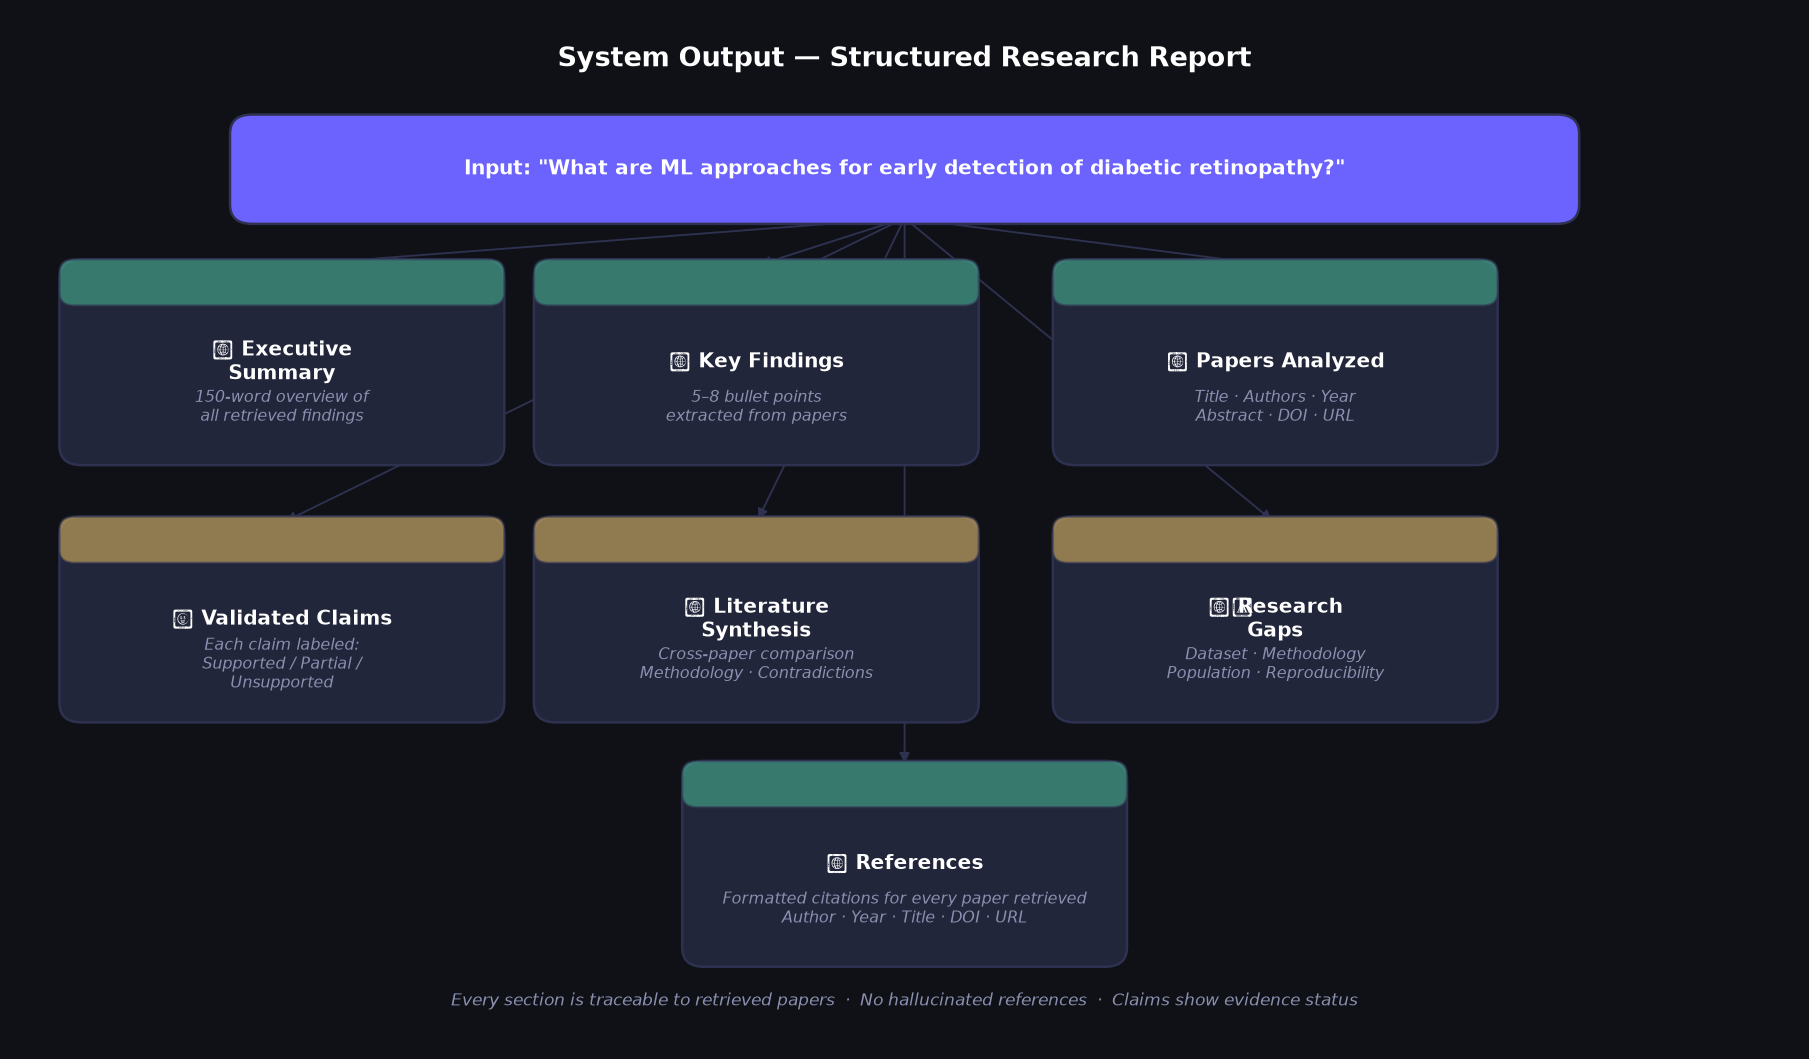 System Output — Structured Research Report
Input: "What are ML approaches for early detection of diabetic retinopathy?"
Executive
Summary
150-word overview of
all retrieved findings
Key Findings
5–8 bullet points
extracted from papers
Papers Analyzed
Title · Authors · Year
Abstract · DOI · URL
Validated Claims
Each claim labeled:
Supported / Partial /
Unsupported
Literature
Synthesis
Cross-paper comparison
Methodology · Contradictions
Research
Gaps
Dataset · Methodology
Population · Reproducibility
References
Formatted citations for every paper retrieved
Author · Year · Title · DOI · URL
Every section is traceable to retrieved papers · No hallucinated references · Claims show evidence status